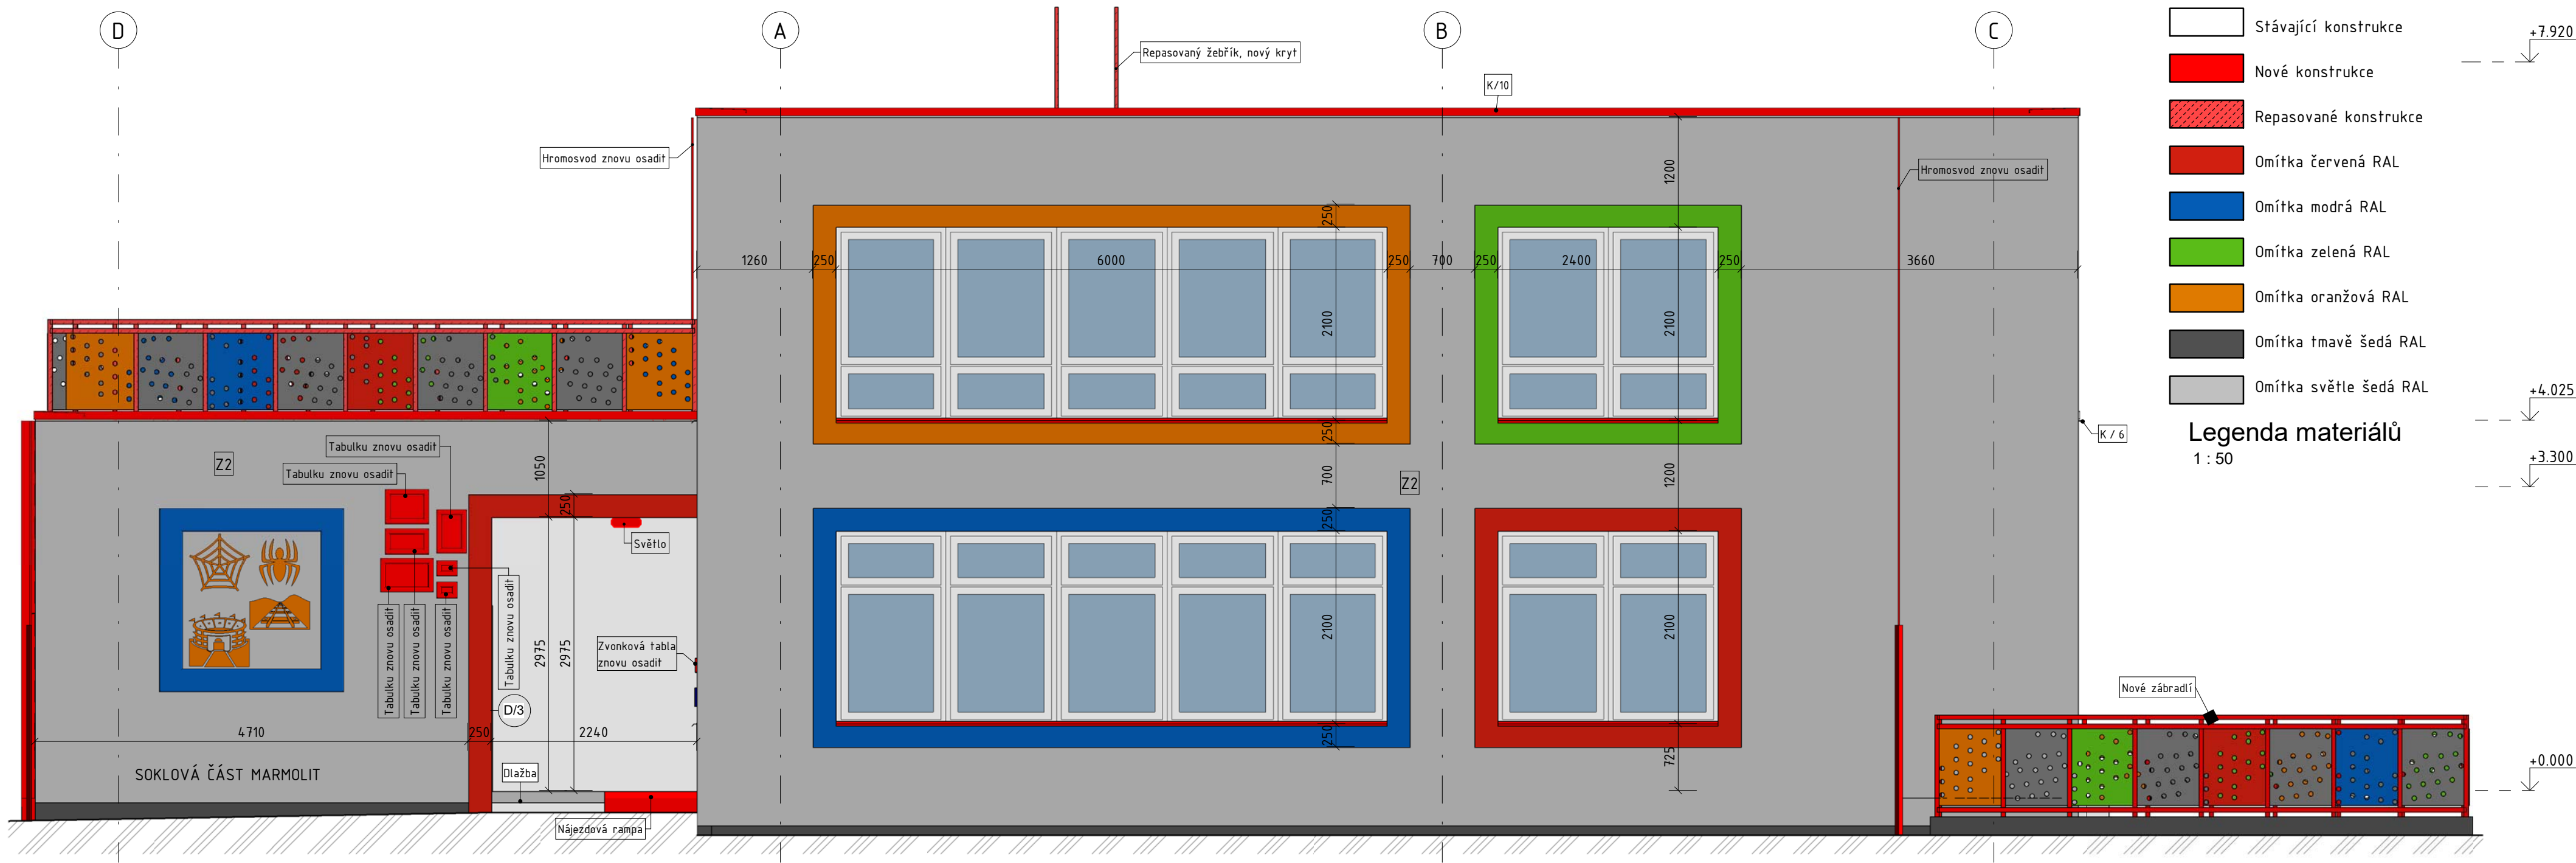 D
A
B
C
Repasovaný žebřík, nový kryt
K/10
Hromosvod znovu osadit
Hromosvod znovu osadit
1200
250
1260
250
6000
250
700
250
2400
250
3660
2100
2100
250
700
1200
Z2
K / 6
Tabulku znovu osadit
Tabulku znovu osadit
Z2
1050
250
Světlo
250
Tabulku znovu osadit
Tabulku znovu osadit
Tabulku znovu osadit
Tabulku znovu osadit
2975
2975
Zvonková tabla
znovu osadit
2100
2100
D/3
4710
250
2240
250
725
Nové zábradlí
SOKLOVÁ ČÁST MARMOLIT
Dlažba
Nájezdová rampa
Stávající konstrukce
Nové konstrukce
Repasované konstrukce
Omítka červená RAL
Omítka modrá RAL
Omítka zelená RAL
Omítka oranžová RAL
Omítka tmavě šedá RAL
Omítka světle šedá RAL
Legenda materiálů
1 : 50
+7.920
+4.025
+3.300
+0.000